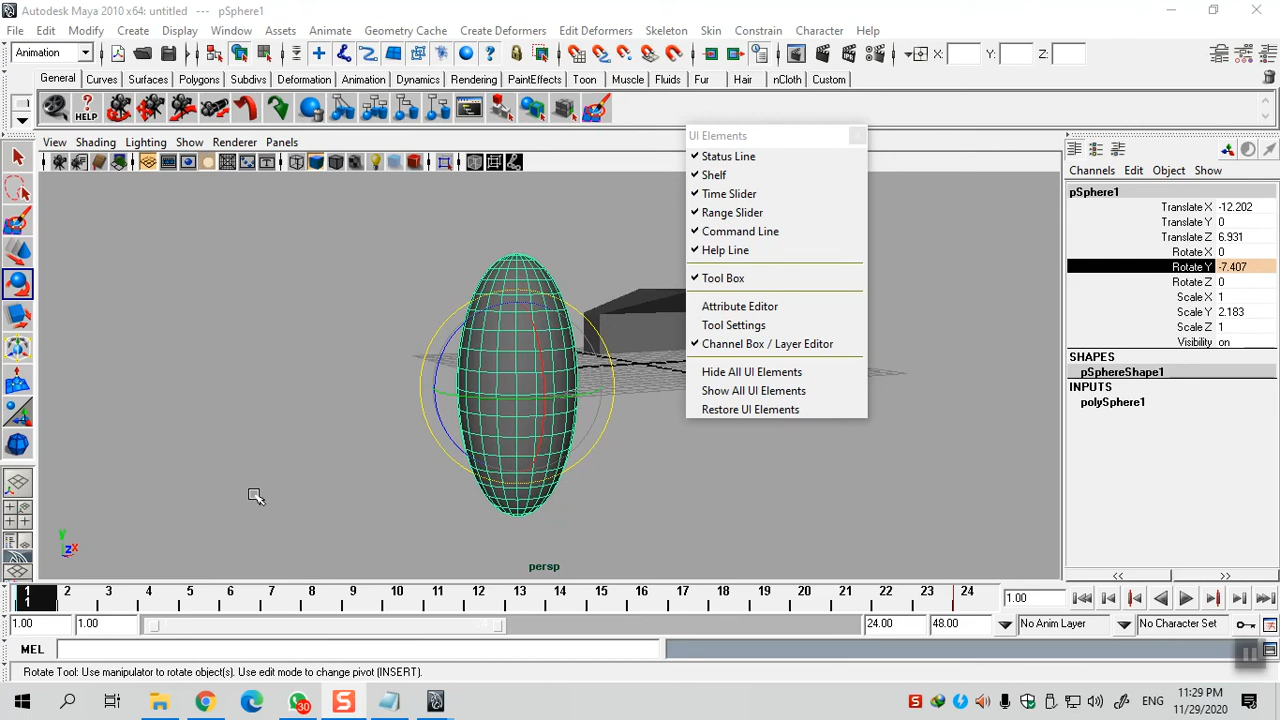 Autodesk Maya 2010 x64: untitled --- pSphere1
File Edit Modify Create Display Window Assets Animate Geometry Cache Create Deformers Edit Deformers Skeleton Skin Constrain Character Help
Animation X: Y: Z:
General Curves Surfaces Polygons Subdivs Deformation Animation Dynamics Rendering PaintEffects Toon Muscle Fluids Fur Hair nCloth Custom
HELP
View Shading Lighting Show Renderer Panels
UI Elements
Status Line
Shelf
Time Slider
Range Slider
Command Line
Help Line
Tool Box
Attribute Editor
Tool Settings
Channel Box / Layer Editor
Hide All UI Elements
Show All UI Elements
Restore UI Elements
Channels Edit Object Show
pSphere1
Translate X -12.202
Translate Y 0
Translate Z 6.931
Rotate X 0
Rotate Y -7.407
Rotate Z 0
Scale X 1
Scale Y 2.183
Scale Z 1
Visibility on
SHAPES
pSphereShape1
INPUTS
polySphere1
y
z x
persp
<< >>
1 2 3 4 5 6 7 8 9 10 11 12 13 14 15 16 17 18 19 20 21 22 23 24 1.00
1
1.00 1.00 24.00 48.00 No Anim Layer No Character Set
MEL
Rotate Tool: Use manipulator to rotate object(s). Use edit mode to change pivot (INSERT).
30 S S ENG 11:29 PM
11/29/2020